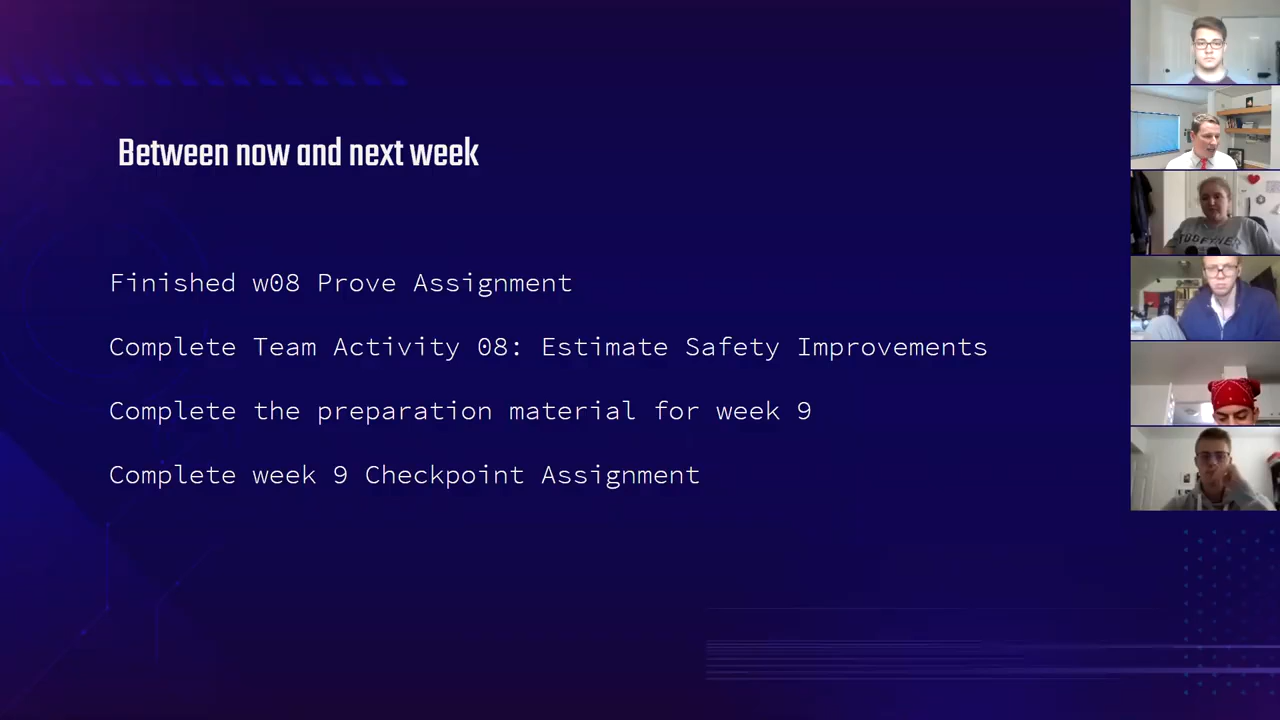 Between now and next week
Finished w08 Prove Assignment
Complete Team Activity 08: Estimate Safety Improvements
Complete the preparation material for week 9
Complete week 9 Checkpoint Assignment